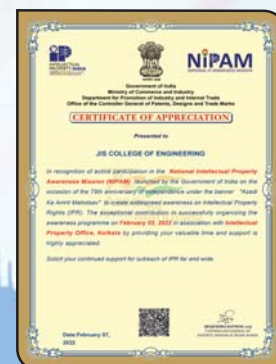 INTELLECTUAL
PROPERTY INDIA
NIPAM
NATIONAL IP AWARENESS MISSION
Government of India
Ministry of Commerce and Industry
Department for Promotion of Industry and Internal Trade
Office of the Controller General of Patents, Designs and Trade Marks
CERTIFICATE OF APPRECIATION
Presented to
JIS COLLEGE OF ENGINEERING
In recognition of active participation in the National Intellectual Property
Awareness Mission (NIPAM) launched by the Government of India on the
occasion of the 75th anniversary of independence under the banner "Azadi
Ka Amrit Mahotsav" to create widespread awareness on Intellectual Property
Rights (IPR). The exceptional contribution in successfully organizing the
awareness programme on February 03, 2022 in association with Intellectual
Property Office, Kolkata by providing your valuable time and support is
highly appreciated.
Solicit your continued support for outreach of IPR far and wide.
Date:February 07,
2022